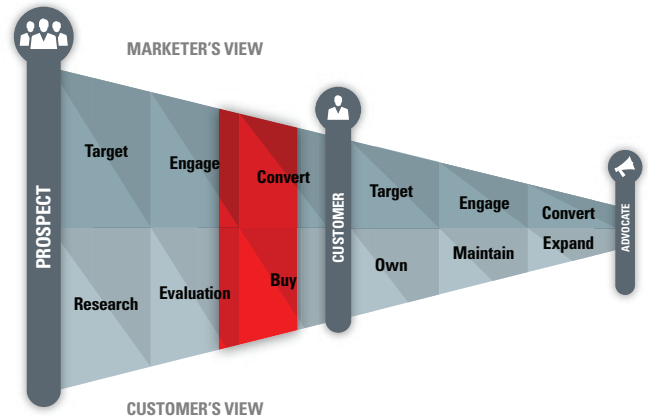 MARKETER'S VIEW
PROSPECT
Target
Engage
Convert
CUSTOMER
Target
Engage
Convert
ADVOCATE
Research
Evaluation
Buy
Own
Maintain
Expand
CUSTOMER'S VIEW